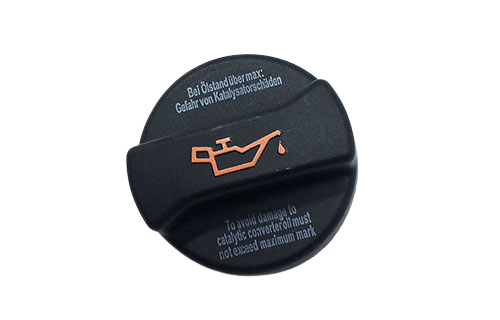 Bei Ölstand über max:
Gefahr von Katalysatorschäden
To avoid damage to
catalytic converter oil must
not exceed maximum mark